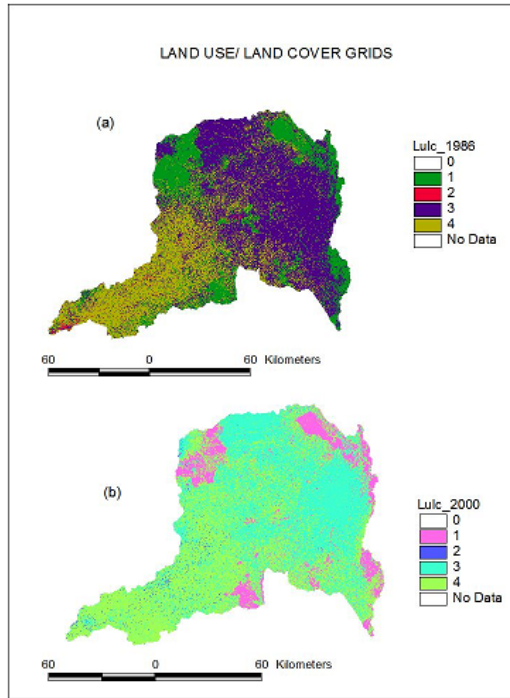 LAND USE/ LAND COVER GRIDS
(a)
Lulc_1986
0
1
2
3
4
No Data
60 0 60 Kilometers
(b)
Lulc_2000
0
1
2
3
4
No Data
60 0 60 Kilometers